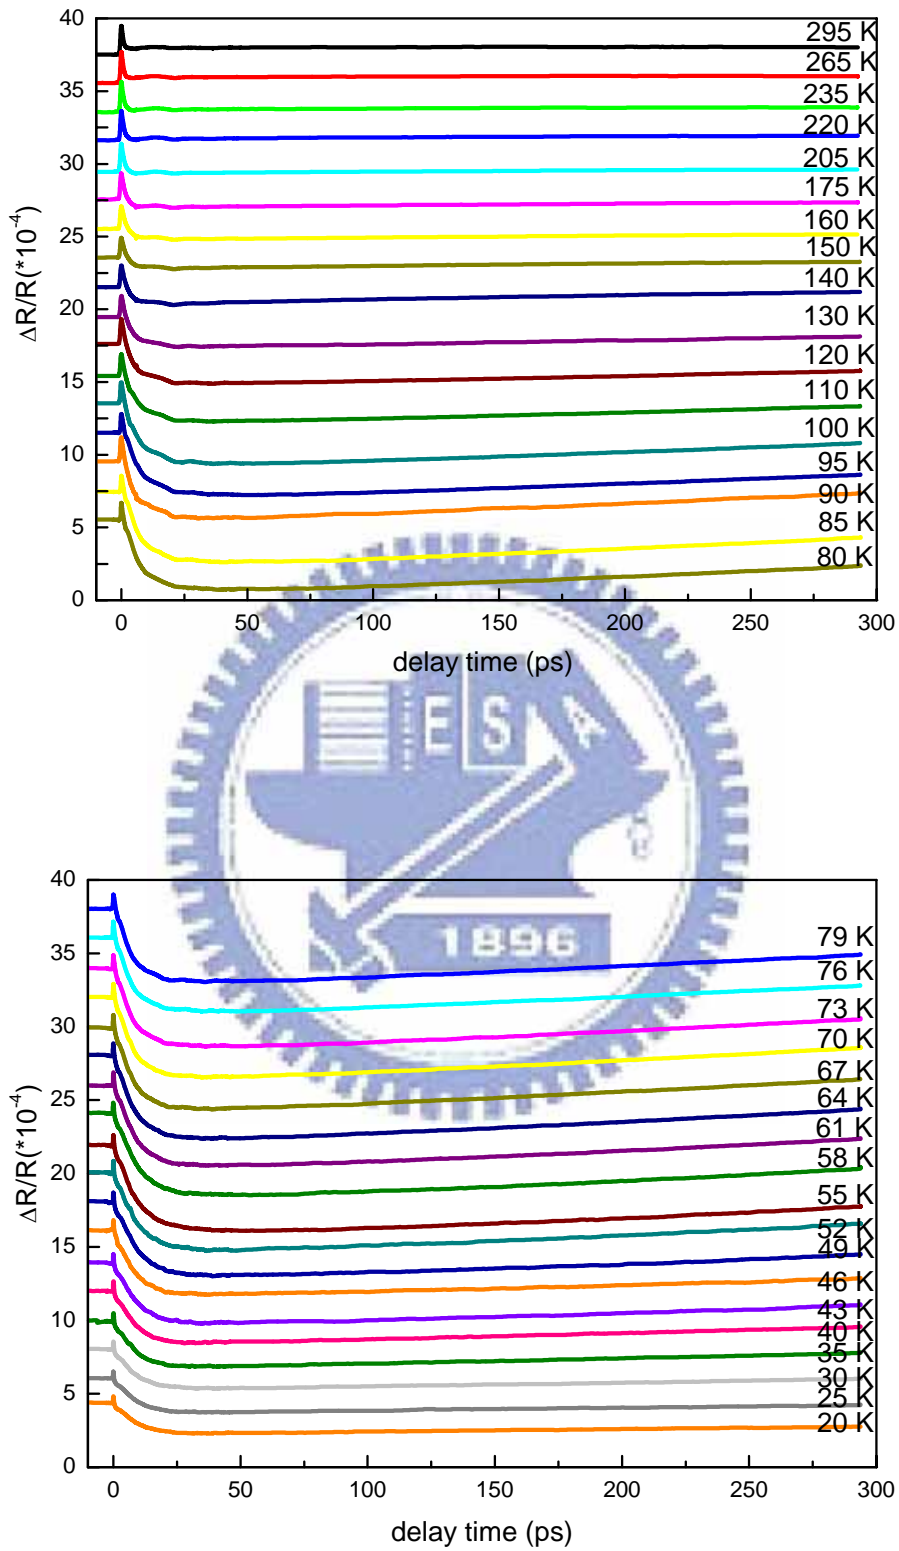 40
35
30
25
20
15
10
5
0
ΔR/R(*10⁻⁴)
295 K
265 K
235 K
220 K
205 K
175 K
160 K
150 K
140 K
130 K
120 K
110 K
100 K
95 K
90 K
85 K
80 K
0 50 100 150 200 250 300
delay time (ps)
E S A
1896
40
35
30
25
20
15
10
5
0
ΔR/R(*10⁻⁴)
79 K
76 K
73 K
70 K
67 K
64 K
61 K
58 K
55 K
52 K
49 K
46 K
43 K
40 K
35 K
30 K
25 K
20 K
0 50 100 150 200 250 300
delay time (ps)